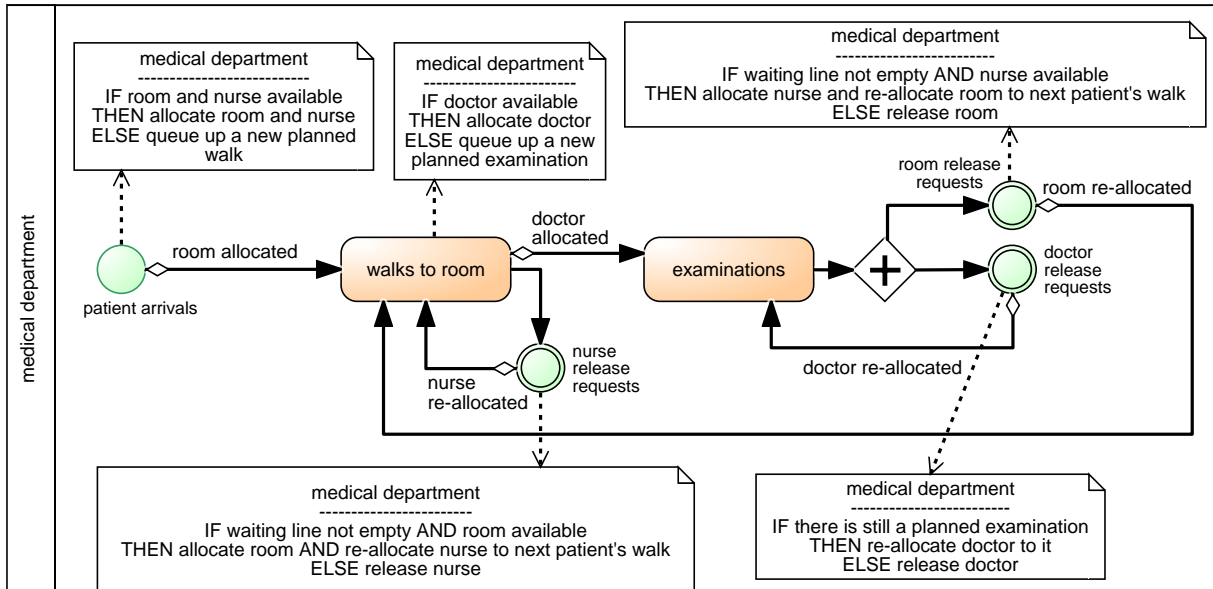 medical department
medical department
---------------------------
IF room and nurse available
THEN allocate room and nurse
ELSE queue up a new planned
walk
medical department
------------------------
IF doctor available
THEN allocate doctor
ELSE queue up a new
planned examination
medical department
-------------------------
IF waiting line not empty AND nurse available
THEN allocate nurse and re-allocate room to next patient's walk
ELSE release room
room release
requests
room re-allocated
room allocated
patient arrivals
walks to room
doctor
allocated
examinations
doctor
release
requests
nurse
release
requests
nurse
re-allocated
doctor re-allocated
medical department
------------------------
IF waiting line not empty AND room available
THEN allocate room AND re-allocate nurse to next patient's walk
ELSE release nurse
medical department
-------------------------
IF there is still a planned examination
THEN re-allocate doctor to it
ELSE release doctor